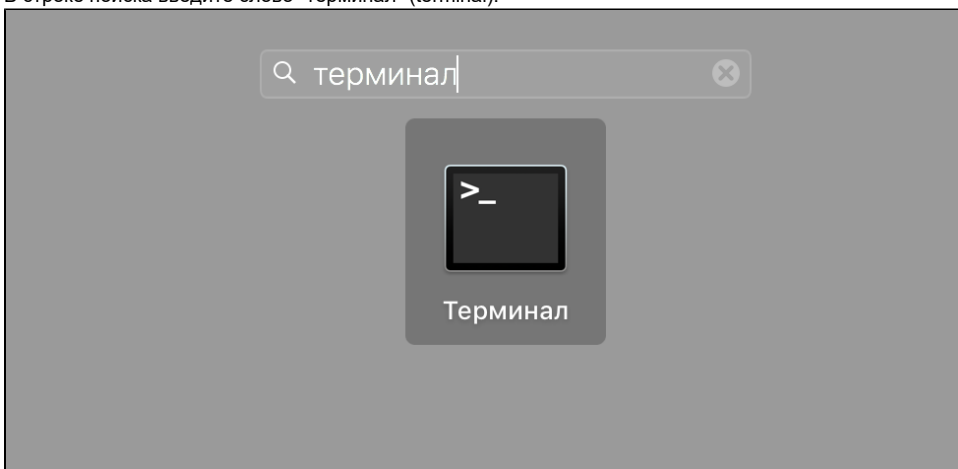 В строке поиска введите слово "терминал" (terminal).
терминал
>_
Терминал